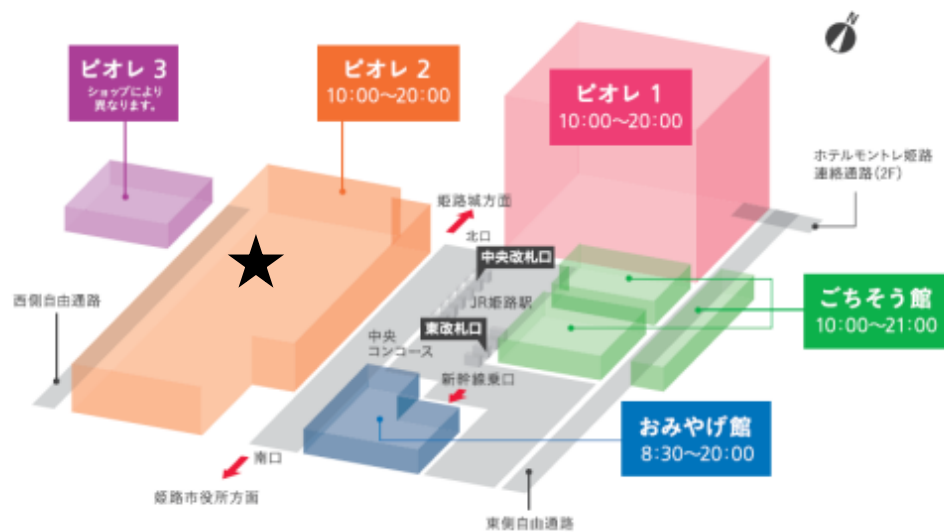 N
ピオレ 3
ショップにより
異なります。
ピオレ 2
10:00〜20:00
ピオレ 1
10:00〜20:00
ホテルモントレ姫路
連絡通路(2F)
姫路城方面
北口
中央改札口
JR姫路駅
西側自由通路
東改札口
中央
コンコース
ごちそう館
10:00〜21:00
新幹線乗口
おみやげ館
8:30〜20:00
南口
姫路市役所方面
東側自由通路